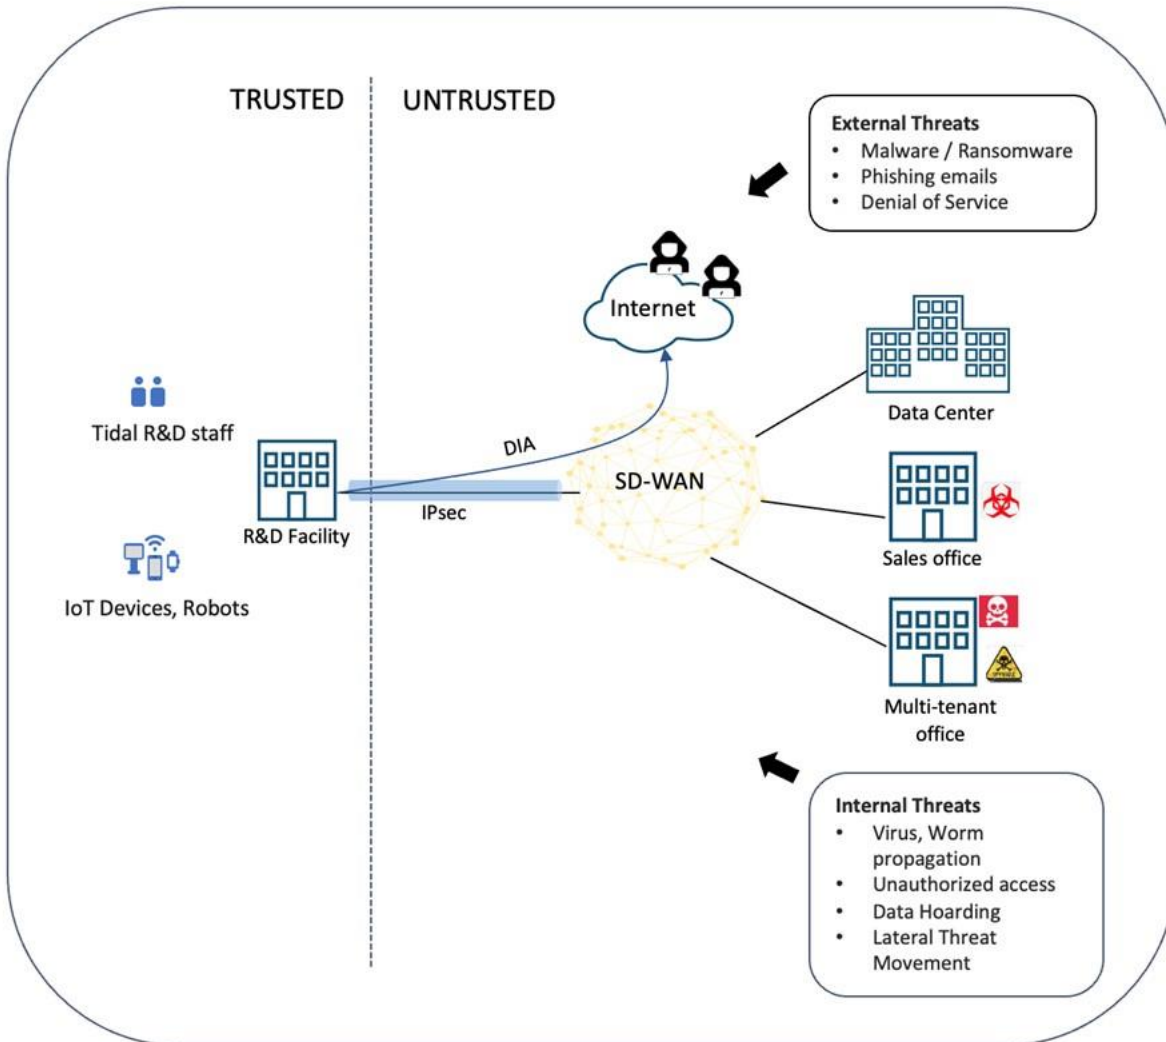 TRUSTED
UNTRUSTED
External Threats
• Malware / Ransomware
• Phishing emails
• Denial of Service
Internet
Data Center
Tidal R&D staff
DIA
SD-WAN
IPsec
R&D Facility
Sales office
IoT Devices, Robots
Multi-tenant
office
Internal Threats
• Virus, Worm
propagation
• Unauthorized access
• Data Hoarding
• Lateral Threat
Movement